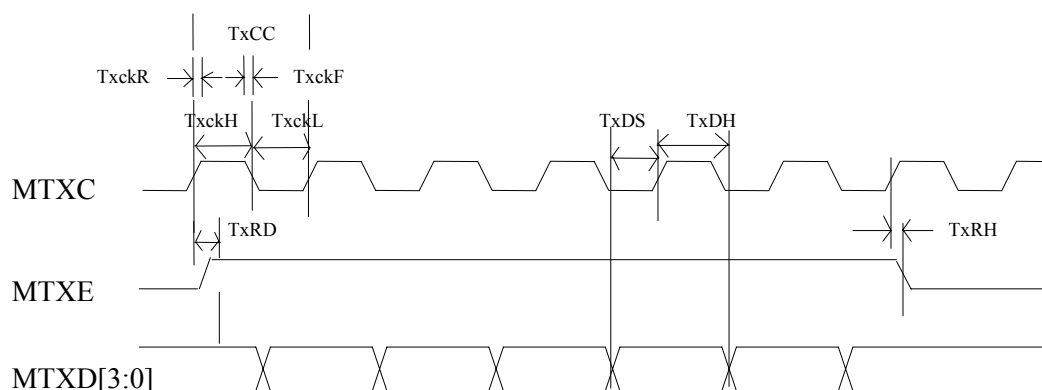 TxCC
TxckR TxckF
TxckH TxckL TxDS TxDH
MTXC
TxRD TxRH
MTXE
MTXD[3:0]